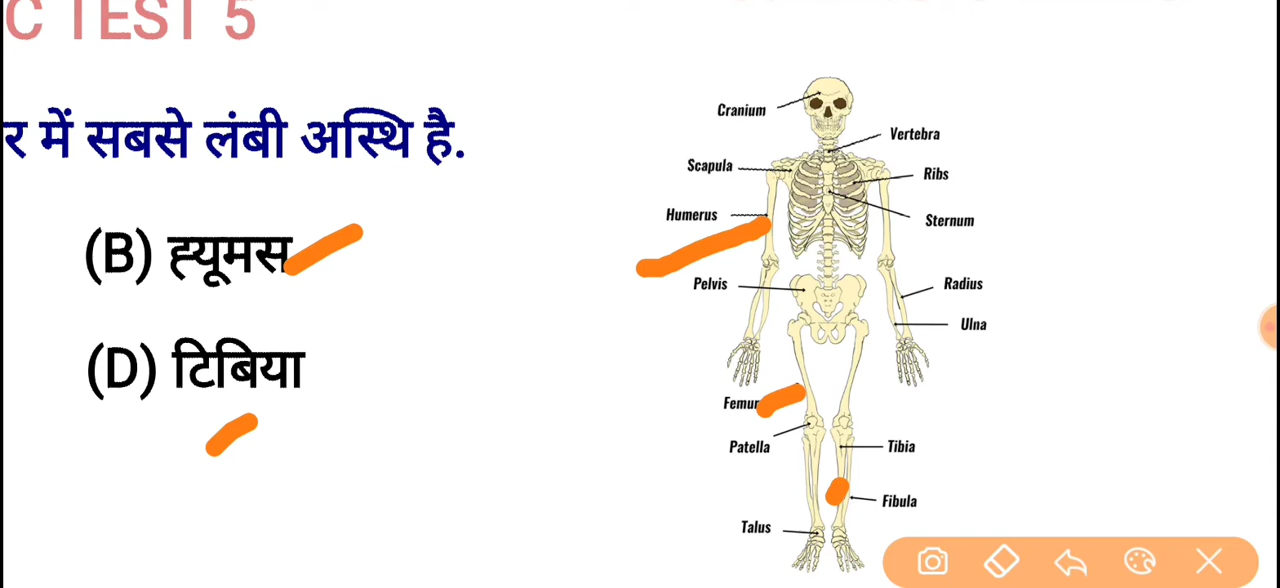 C TEST 5
र में सबसे लंबी अस्थि है.
(B) ह्यूमस
(D) टिबिया
Cranium
Vertebra
Scapula
Ribs
Humerus
Sternum
Pelvis
Radius
Ulna
Femur
Patella
Tibia
Fibula
Talus